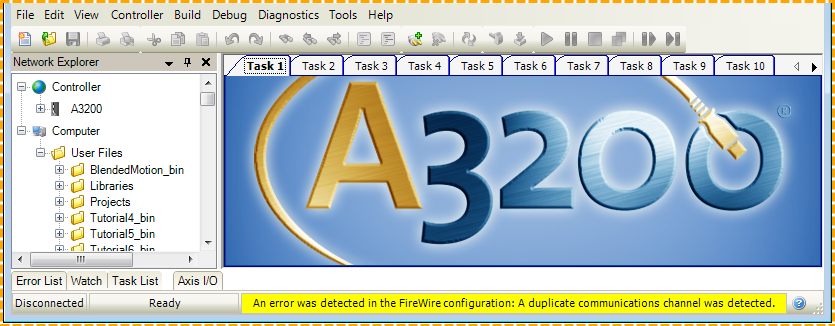 File Edit View Controller Build Debug Diagnostics Tools Help
Network Explorer
Task 1 Task 2 Task 3 Task 4 Task 5 Task 6 Task 7 Task 8 Task 9 Task 10
Controller
A3200
Computer
User Files
BlendedMotion_bin
Libraries
Projects
Tutorial4_bin
Tutorial5_bin
Tutorial6_bin
A3200®
Error List Watch Task List Axis I/O
Disconnected Ready An error was detected in the FireWire configuration: A duplicate communications channel was detected.